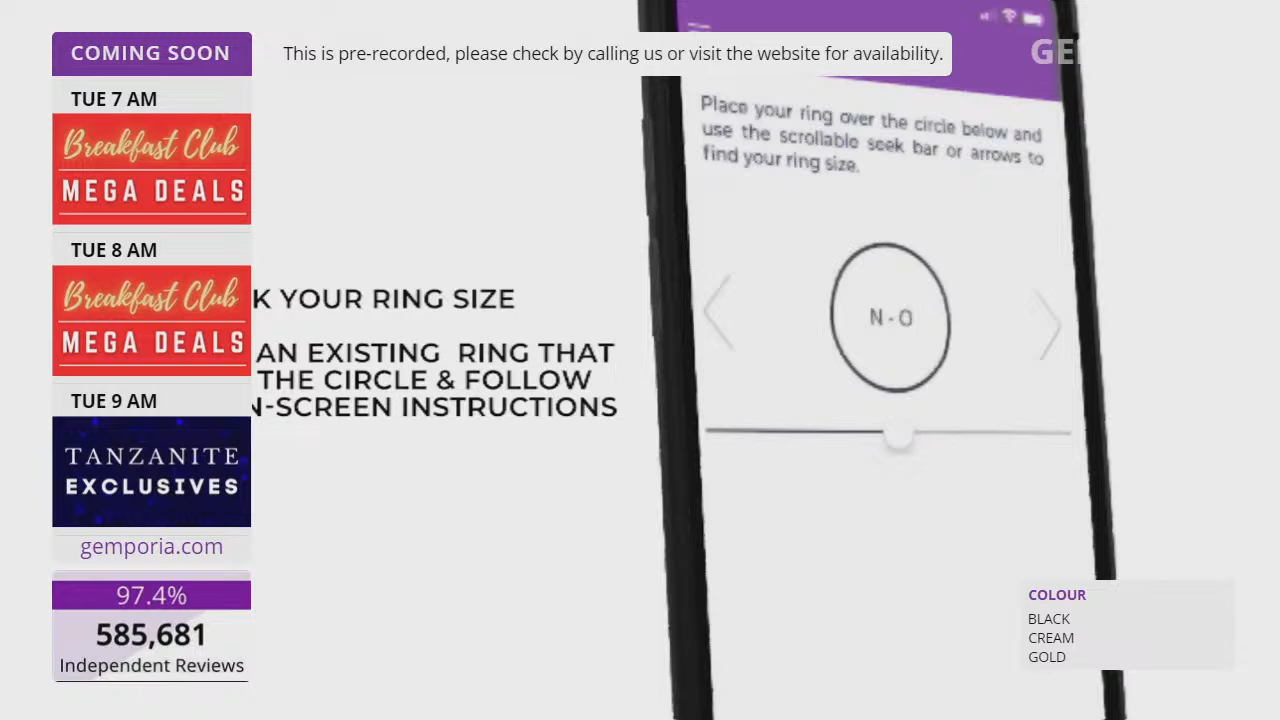 COMING SOON
This is pre-recorded, please check by calling us or visit the website for availability.
TUE 7 AM
Breakfast Club
MEGA DEALS
TUE 8 AM
Breakfast Club
MEGA DEALS
TUE 9 AM
TANZANITE
EXCLUSIVES
gemporia.com
97.4%
585,681
Independent Reviews
YOUR RING SIZE
AN EXISTING RING THAT
THE CIRCLE & FOLLOW
N-SCREEN INSTRUCTIONS
Place your ring over the circle below and
use the scrollable seek bar or arrows to
find your ring size.
N - O
COLOUR
BLACK
CREAM
GOLD